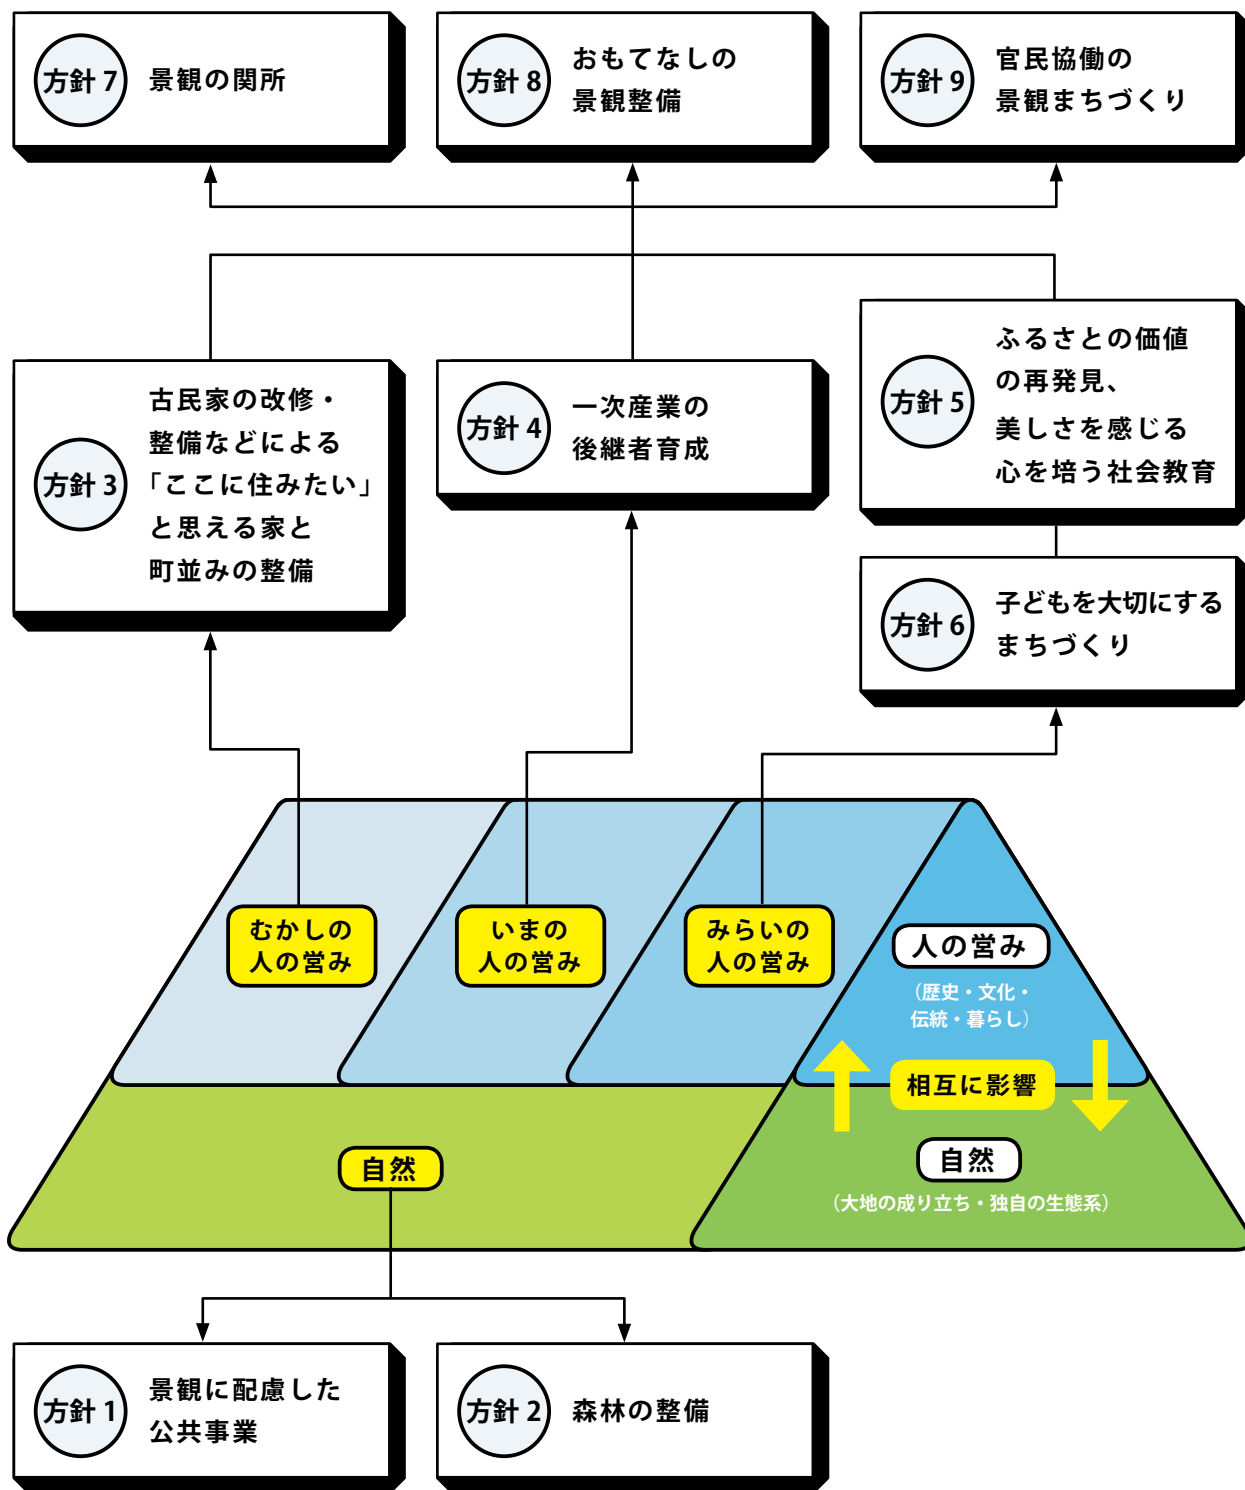 方針 7
景観の関所
方針 8
おもてなしの
景観整備
方針 9
官民協働の
景観まちづくり
方針 3
古民家の改修・
整備などによる
「ここに住みたい」
と思える家と
町並みの整備
方針 4
一次産業の
後継者育成
方針 5
ふるさとの価値
の再発見、
美しさを感じる
心を培う社会教育
方針 6
子どもを大切にする
まちづくり
むかしの
人の営み
いまの
人の営み
みらいの
人の営み
人の営み
(歴史・文化・
伝統・暮らし)
相互に影響
自然
自然
(大地の成り立ち・独自の生態系)
方針 1
景観に配慮した
公共事業
方針 2
森林の整備